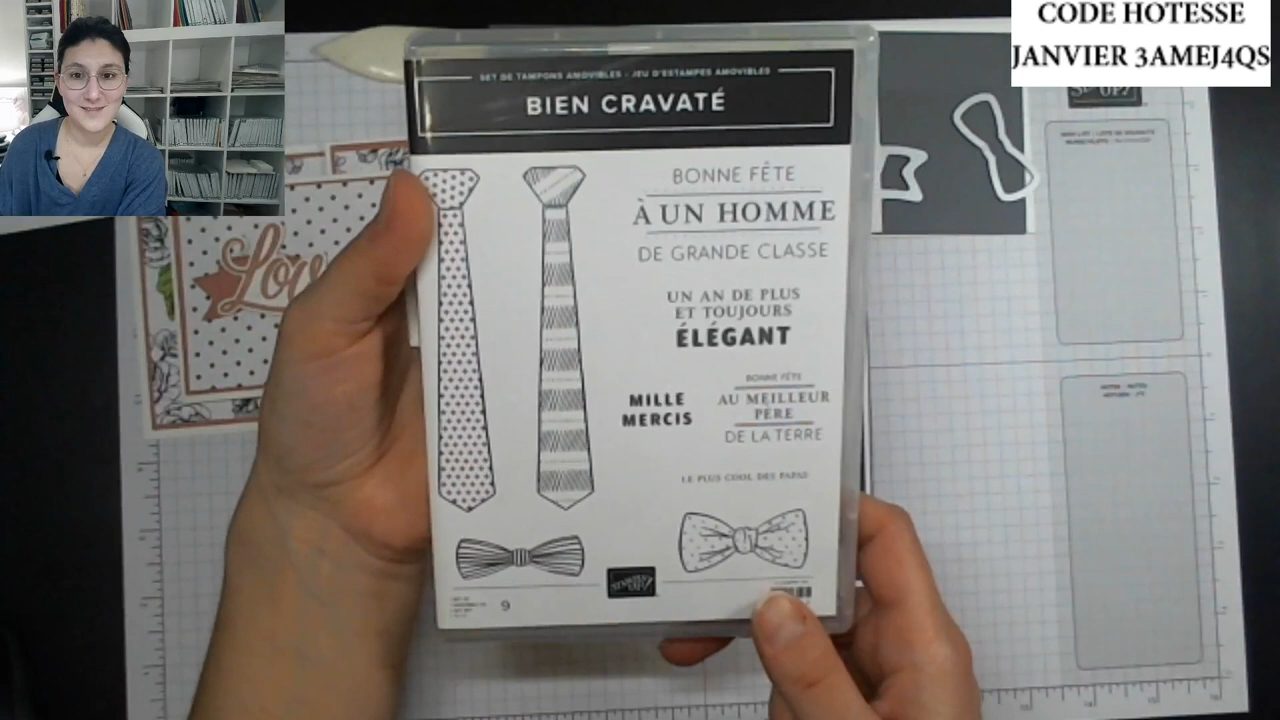 CODE HOTESSE
JANVIER 3AMEJ4QS
SET DE TAMPONS AMOVIBLES • JEU D'ESTAMPES AMOVIBLES
BIEN CRAVATÉ
BONNE FÊTE
À UN HOMME
DE GRANDE CLASSE
UN AN DE PLUS
ET TOUJOURS
ÉLÉGANT
MILLE
MERCIS
BONNE FÊTE
AU MEILLEUR
PÈRE
DE LA TERRE
LE PLUS COOL DES PAPAS
STAMPIN' UP!
9
Love